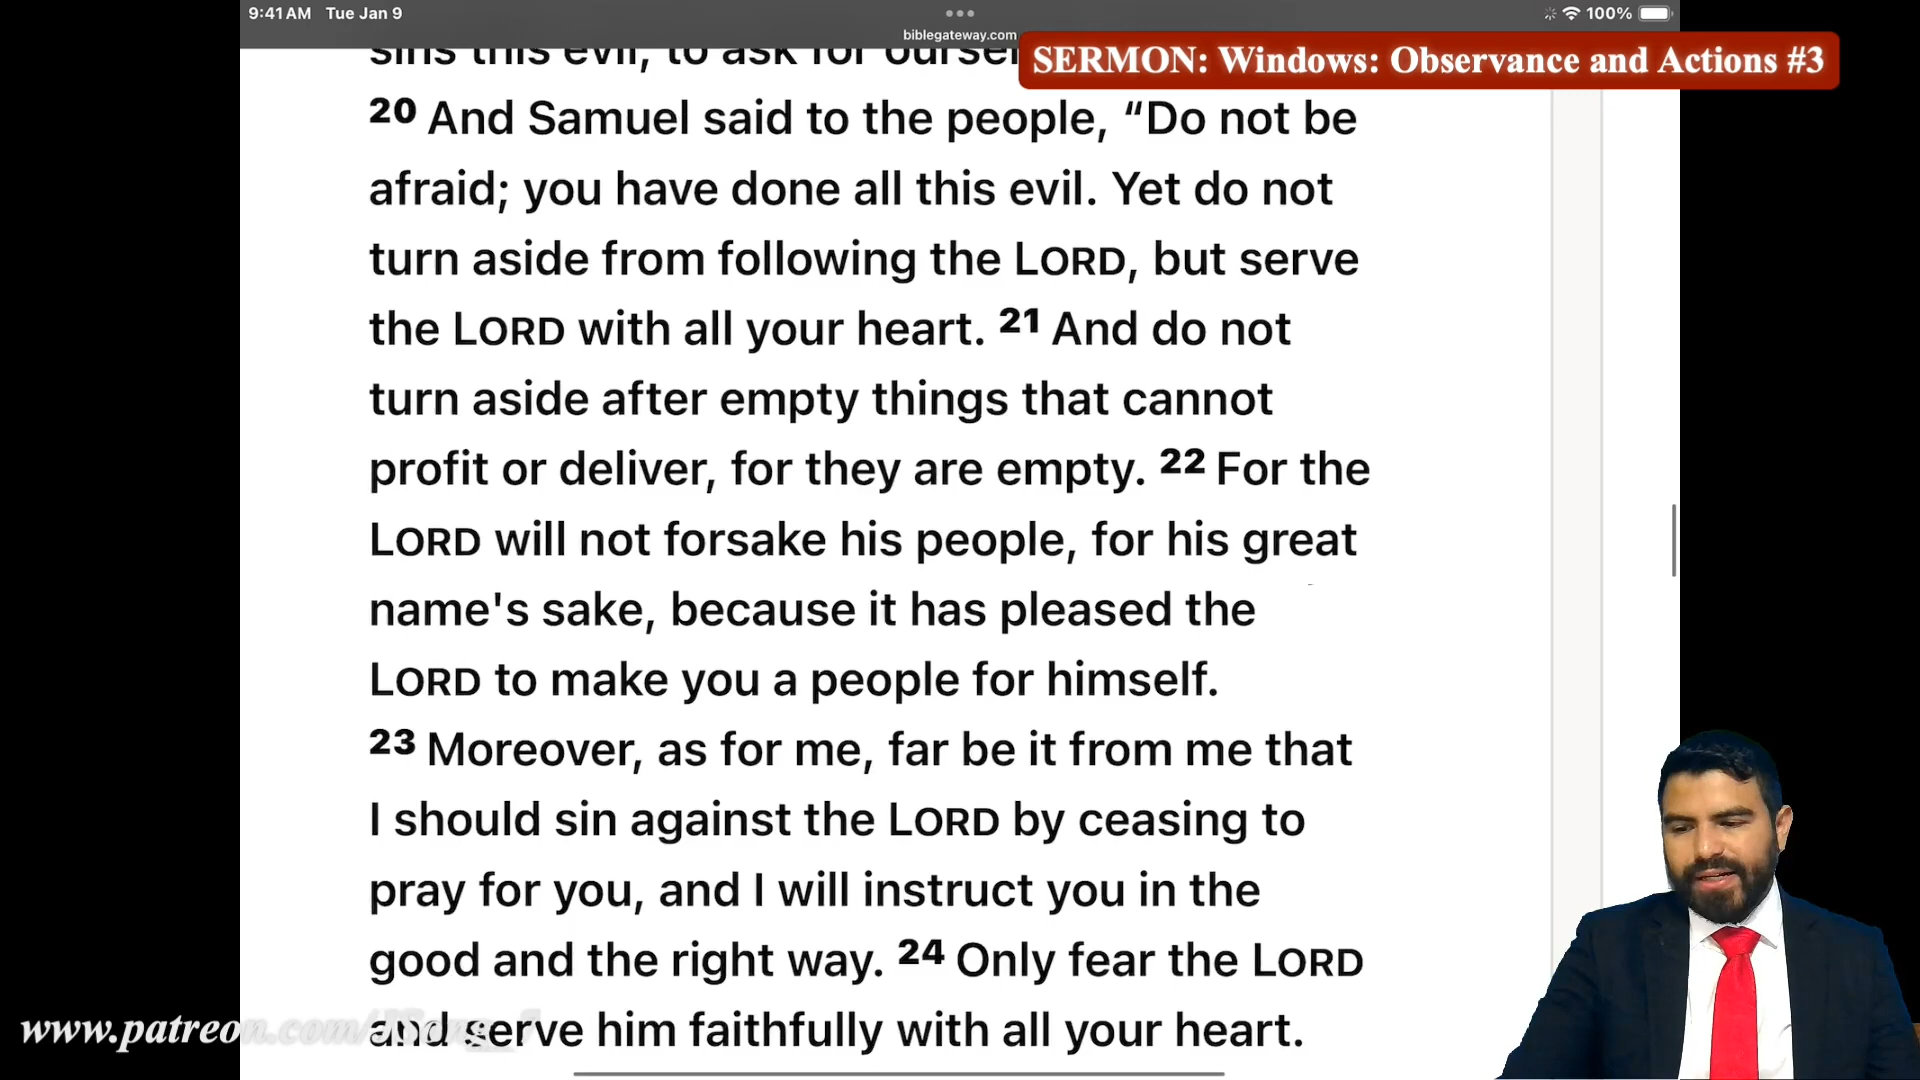 9:41 AM Tue Jan 9
100%
biblegateway.com
SERMON: Windows: Observance and Actions #3
sins this evil, to ask for
20 And Samuel said to the people, “Do not be
afraid; you have done all this evil. Yet do not
turn aside from following the LORD, but serve
the LORD with all your heart. 21 And do not
turn aside after empty things that cannot
profit or deliver, for they are empty. 22 For the
LORD will not forsake his people, for his great
name's sake, because it has pleased the
LORD to make you a people for himself.
23 Moreover, as for me, far be it from me that
I should sin against the LORD by ceasing to
pray for you, and I will instruct you in the
good and the right way. 24 Only fear the LORD
and serve him faithfully with all your heart.
www.patreon.com/